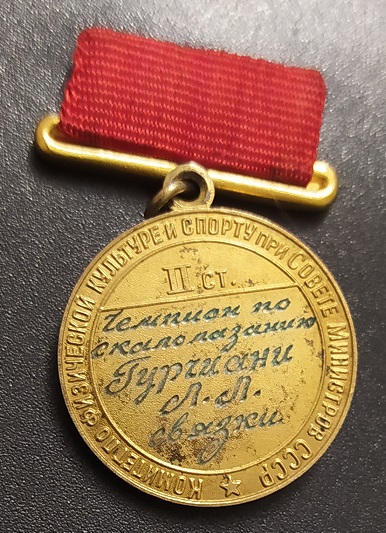 КОМИТЕТ ПО ФИЗИЧЕСКОЙ КУЛЬТУРЕ И СПОРТУ ПРИ СОВЕТЕ МИНИСТРОВ СССР
II СТ.
Чемпион по
скалолазанию
Гурчиани
Л. Л.
связки